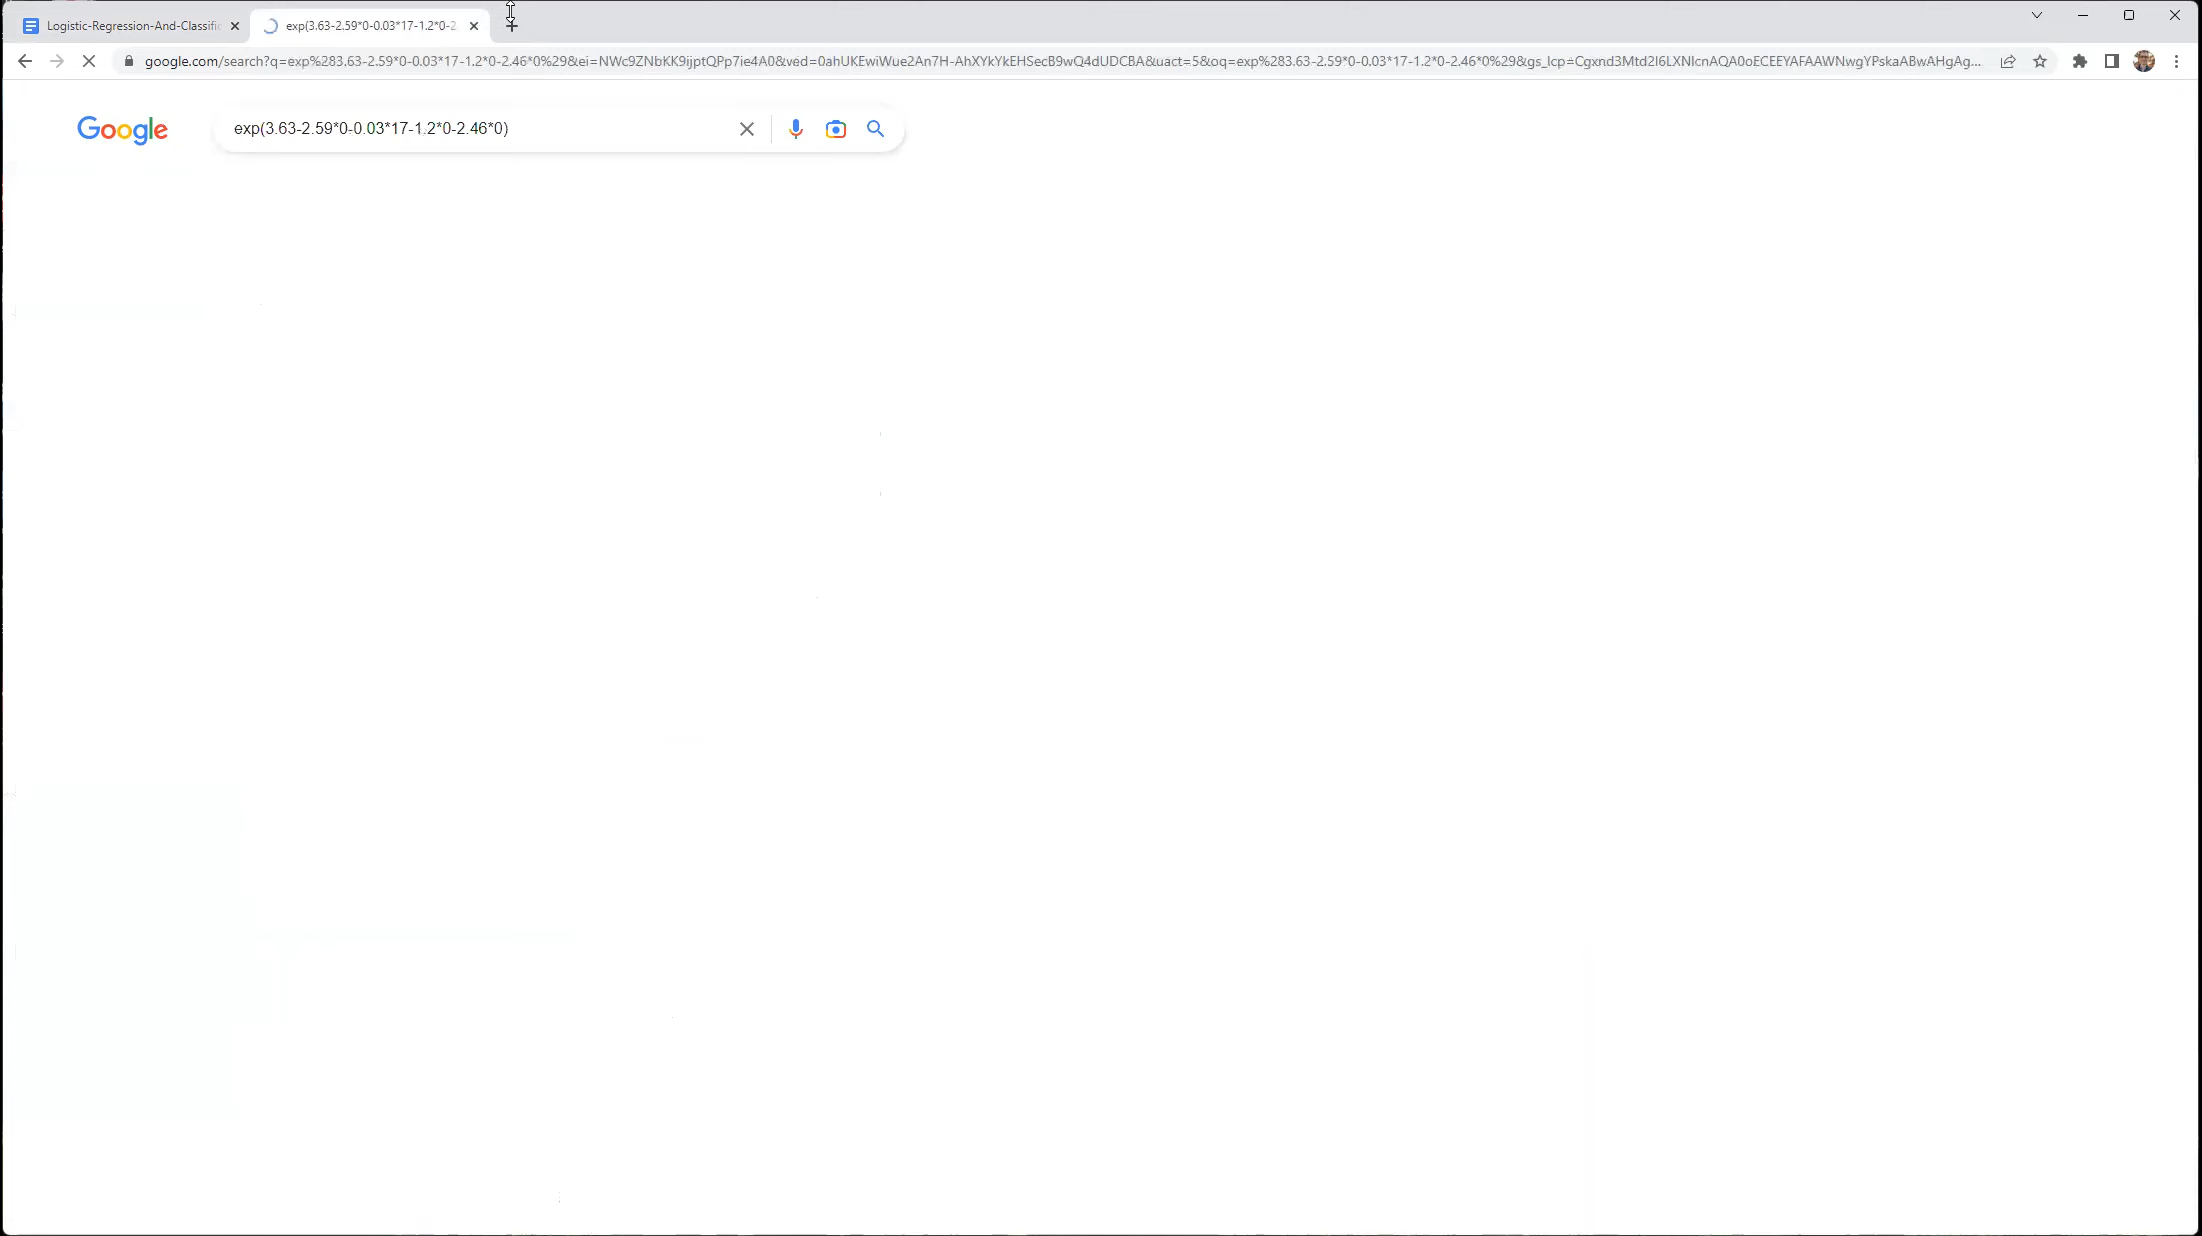 Logistic-Regression-And-Classific
exp(3.63-2.59*0-0.03*17-1.2*0-2.
google.com/search?q=exp%283.63-2.59*0-0.03*17-1.2*0-2.46*0%29&ei=NWc9ZNbKK9ijptQPp7ie4A0&ved=0ahUKEwiWue2An7H-AhXYkYkEHSecB9wQ4dUDCBA&uact=5&oq=exp%283.63-2.59*0-0.03*17-1.2*0-2.46*0%29&gs_lcp=Cgxnd3Mtd2l6LXNlcnAQA0oECEEYAFAAWNwgYPskaABwAHgAg...
Google
exp(3.63-2.59*0-0.03*17-1.2*0-2.46*0)